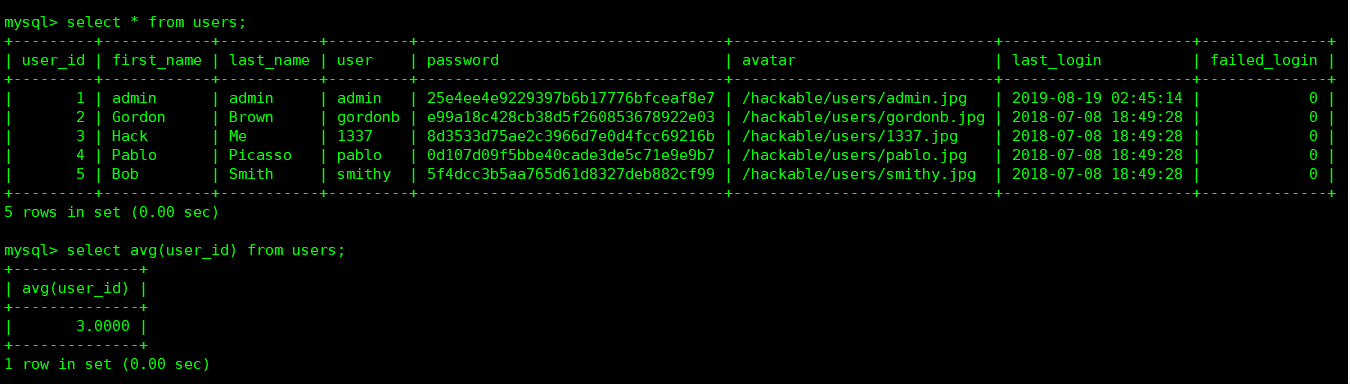 mysql> select * from users;
+---------+------------+-----------+---------+----------------------------------+-----------------------------+---------------------+--------------+
| user_id | first_name | last_name | user    | password                         | avatar                      | last_login          | failed_login |
+---------+------------+-----------+---------+----------------------------------+-----------------------------+---------------------+--------------+
|       1 | admin      | admin     | admin   | 25e4ee4e9229397b6b17776bfceaf8e7 | /hackable/users/admin.jpg   | 2019-08-19 02:45:14 |            0 |
|       2 | Gordon     | Brown     | gordonb | e99a18c428cb38d5f260853678922e03 | /hackable/users/gordonb.jpg | 2018-07-08 18:49:28 |            0 |
|       3 | Hack       | Me        | 1337    | 8d3533d75ae2c3966d7e0d4fcc69216b | /hackable/users/1337.jpg    | 2018-07-08 18:49:28 |            0 |
|       4 | Pablo      | Picasso   | pablo   | 0d107d09f5bbe40cade3de5c71e9e9b7 | /hackable/users/pablo.jpg   | 2018-07-08 18:49:28 |            0 |
|       5 | Bob        | Smith     | smithy  | 5f4dcc3b5aa765d61d8327deb882cf99 | /hackable/users/smithy.jpg  | 2018-07-08 18:49:28 |            0 |
+---------+------------+-----------+---------+----------------------------------+-----------------------------+---------------------+--------------+
5 rows in set (0.00 sec)
mysql> select avg(user_id) from users;
+--------------+
| avg(user_id) |
+--------------+
|       3.0000 |
+--------------+
1 row in set (0.00 sec)